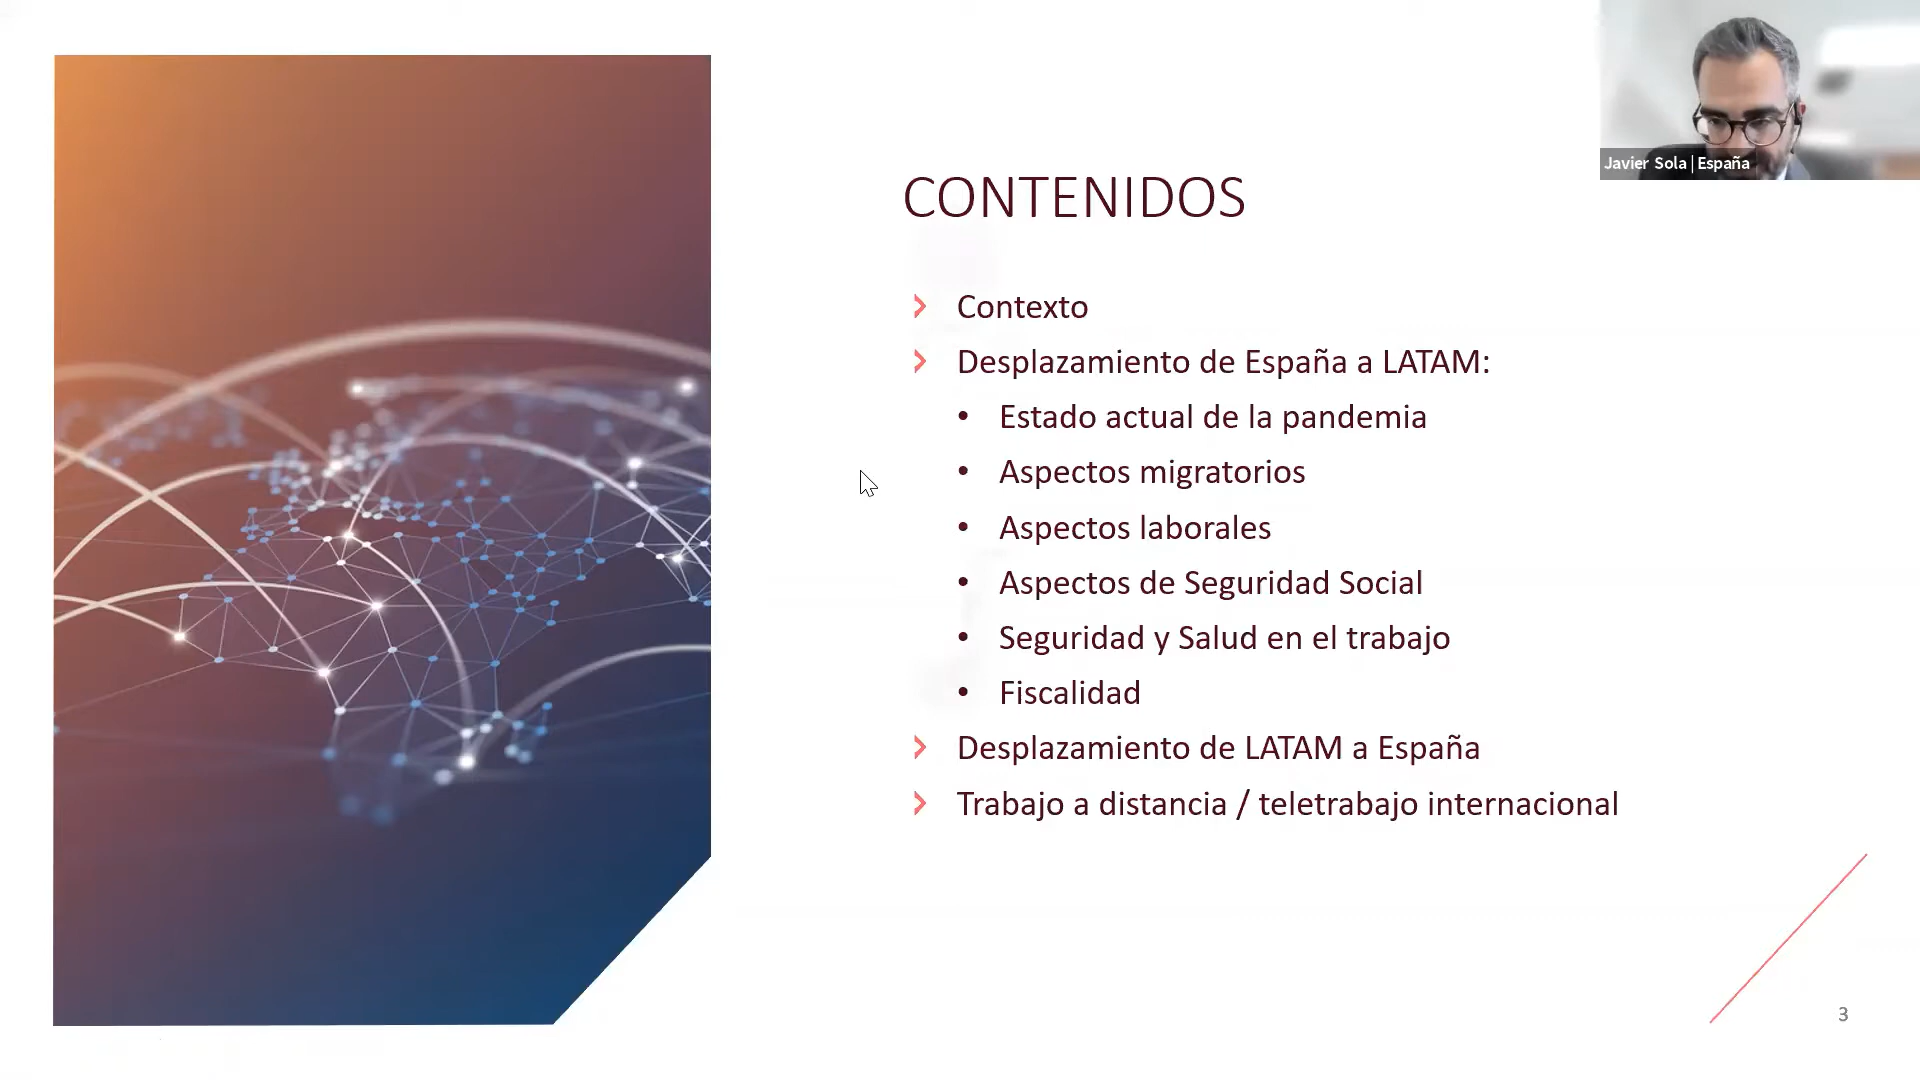 Javier Sola | España
CONTENIDOS
Contexto
Desplazamiento de España a LATAM:
• Estado actual de la pandemia
• Aspectos migratorios
• Aspectos laborales
• Aspectos de Seguridad Social
• Seguridad y Salud en el trabajo
• Fiscalidad
Desplazamiento de LATAM a España
Trabajo a distancia / teletrabajo internacional
3